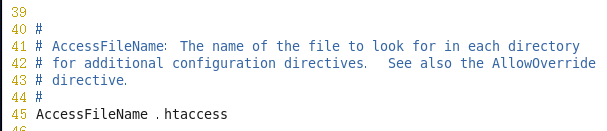 39
40 #
41 # AccessFileName: The name of the file to look for in each directory
42 # for additional configuration directives.  See also the AllowOverride
43 # directive.
44 #
45 AccessFileName .htaccess
46